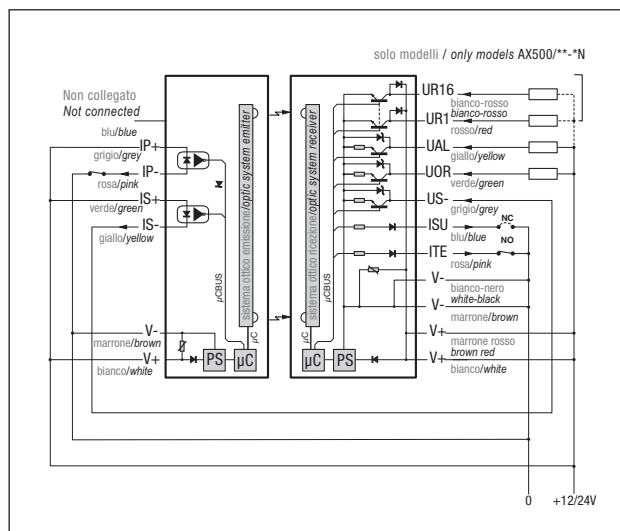 solo modelli / only models AX500/**-*N
Non collegato
Not connected
blu/blue
IP+
grigio/grey
IP-
rosa/pink
IS+
verde/green
IS-
giallo/yellow
V-
marrone/brown
V+
bianco/white
µCBUS
sistema ottico emissione/optic system emitter
µC
PS
µC
sistema ottico ricezione/optic system receiver
µCBUS
µC
µC
PS
UR16
bianco-rosso
bianco-rosso
UR1
rosso/red
UAL
giallo/yellow
UOR
verde/green
US-
grigio/grey
ISU
NC
blu/blue
ITE
NO
rosa/pink
V-
bianco-nero
white-black
V-
marrone/brown
V+
marrone rosso
brown red
V+
bianco/white
0
+12/24V